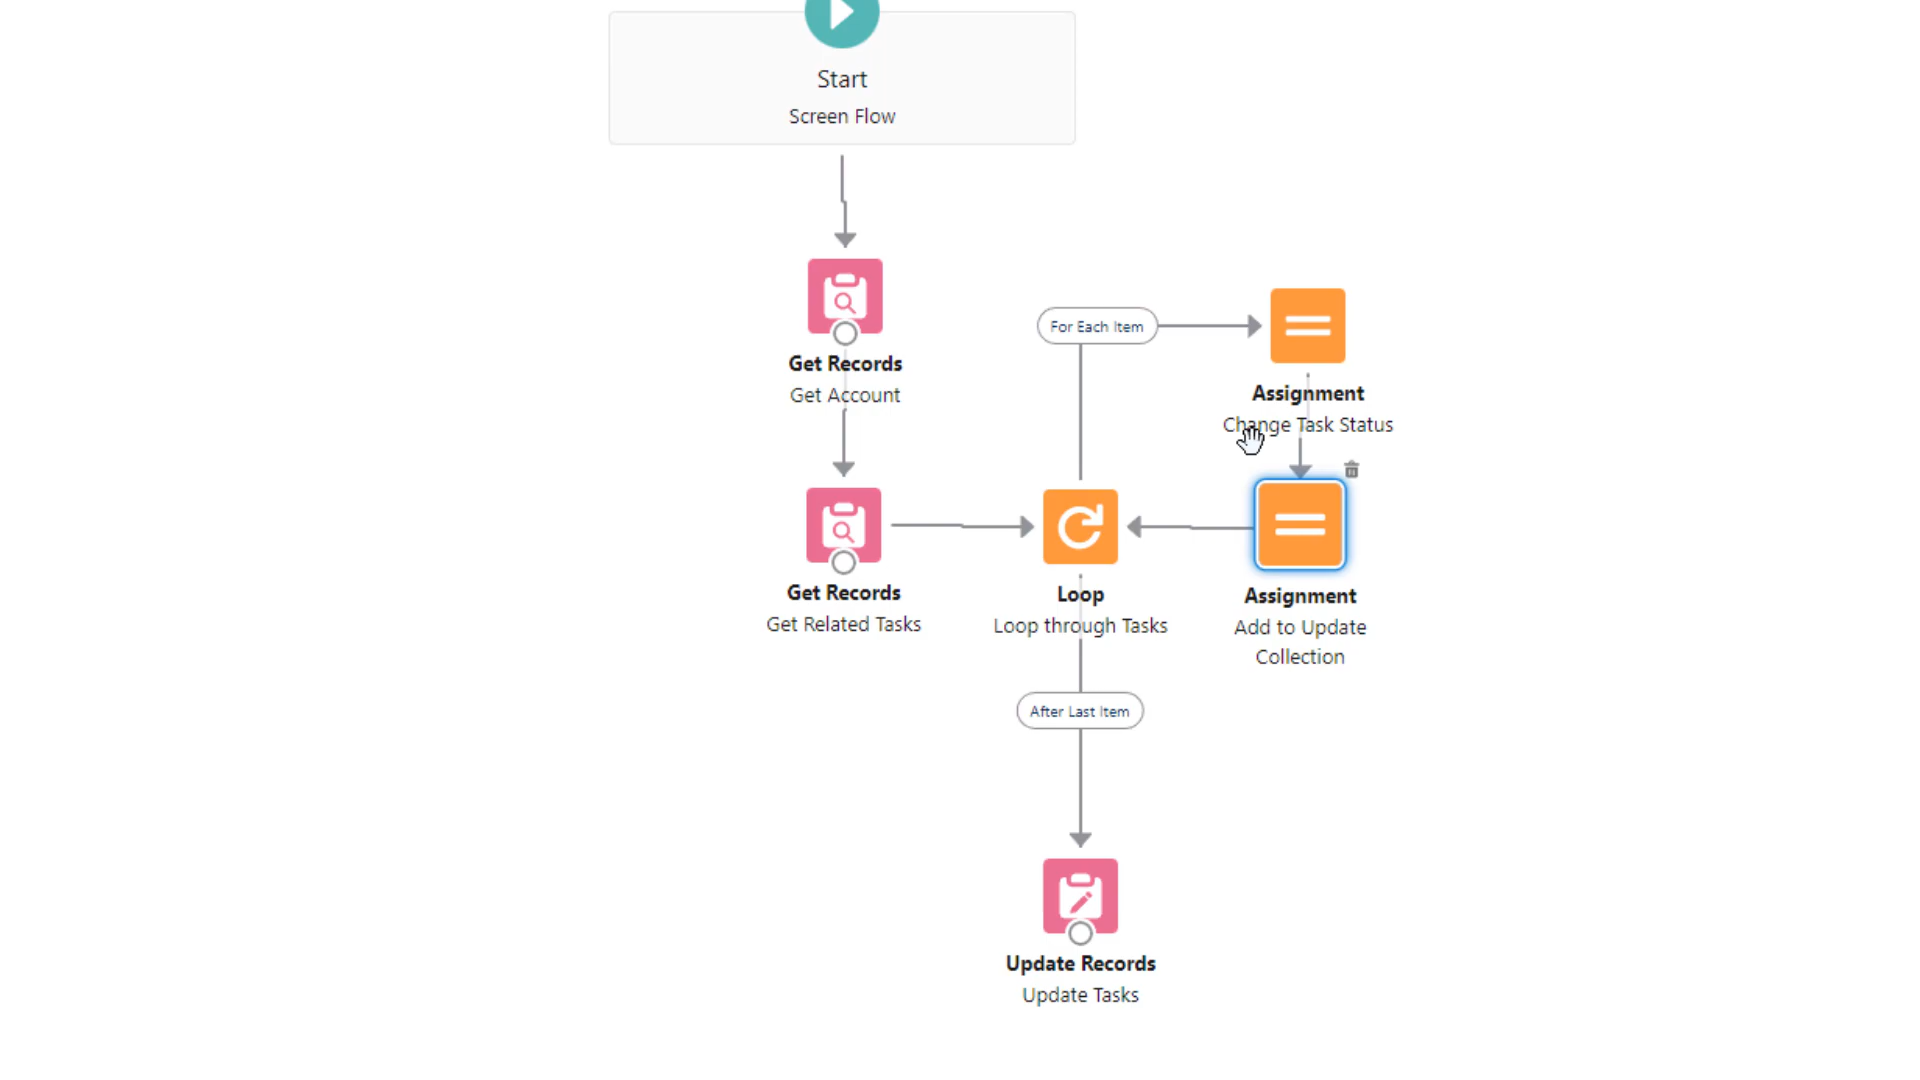 Start
Screen Flow
Get Records
Get Account
For Each Item
Assignment
Change Task Status
Get Records
Get Related Tasks
Loop
Loop through Tasks
Assignment
Add to Update
Collection
After Last Item
Update Records
Update Tasks